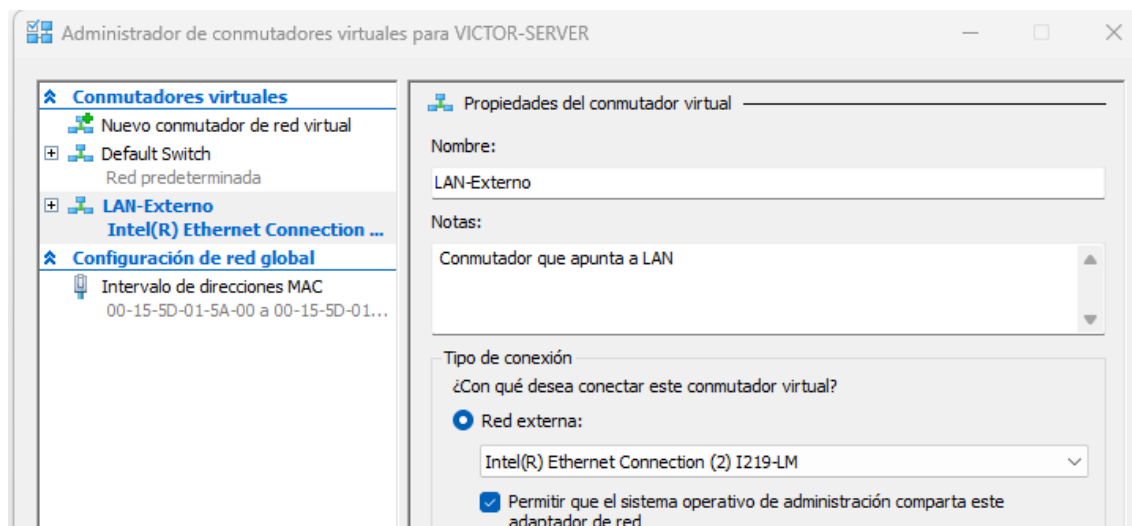 Administrador de conmutadores virtuales para VICTOR-SERVER
Conmutadores virtuales
Nuevo conmutador de red virtual
Default Switch
Red predeterminada
LAN-Externo
Intel(R) Ethernet Connection ...
Configuración de red global
Intervalo de direcciones MAC
00-15-5D-01-5A-00 a 00-15-5D-01...
Propiedades del conmutador virtual
Nombre:
LAN-Externo
Notas:
Conmutador que apunta a LAN
Tipo de conexión
¿Con qué desea conectar este conmutador virtual?
Red externa:
Intel(R) Ethernet Connection (2) I219-LM
Permitir que el sistema operativo de administración comparta este
adaptador de red